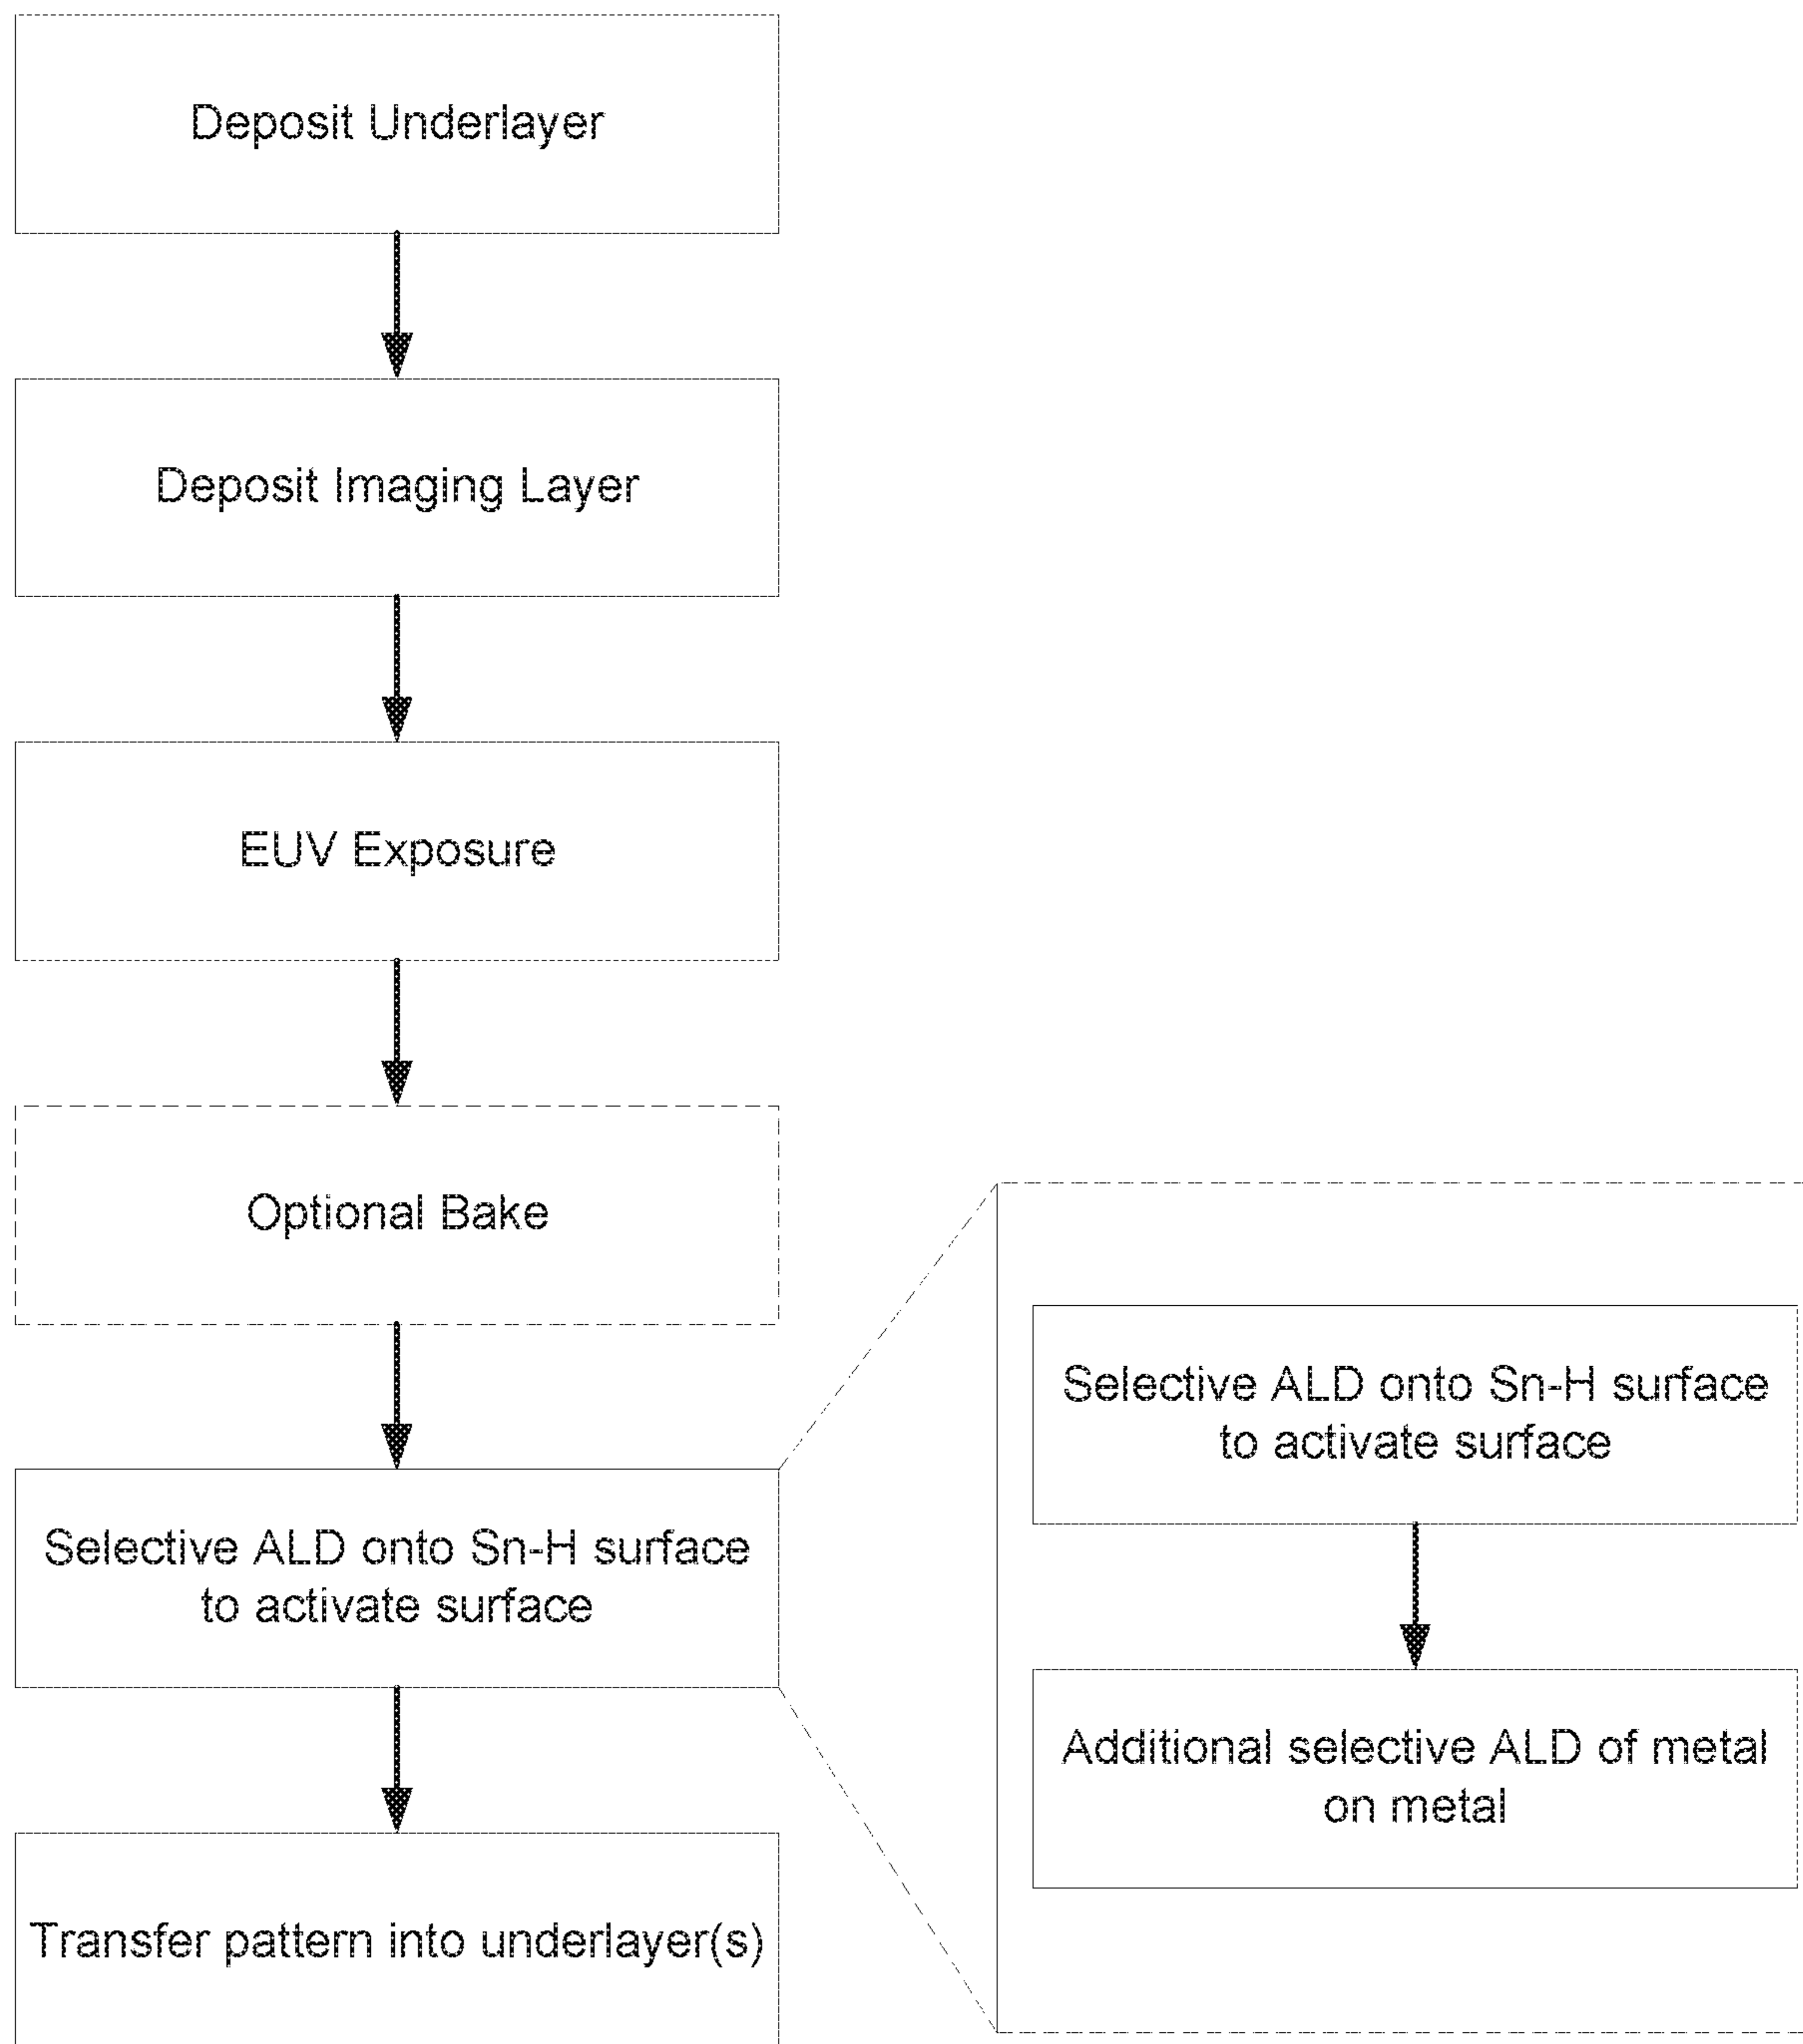 Deposit Underlayer
Deposit Imaging Layer
EUV Exposure
Optional Bake
Selective ALD onto Sn-H surface
to activate surface
Transfer pattern into underlayer(s)
Selective ALD onto Sn-H surface
to activate surface
Additional selective ALD of metal
on metal